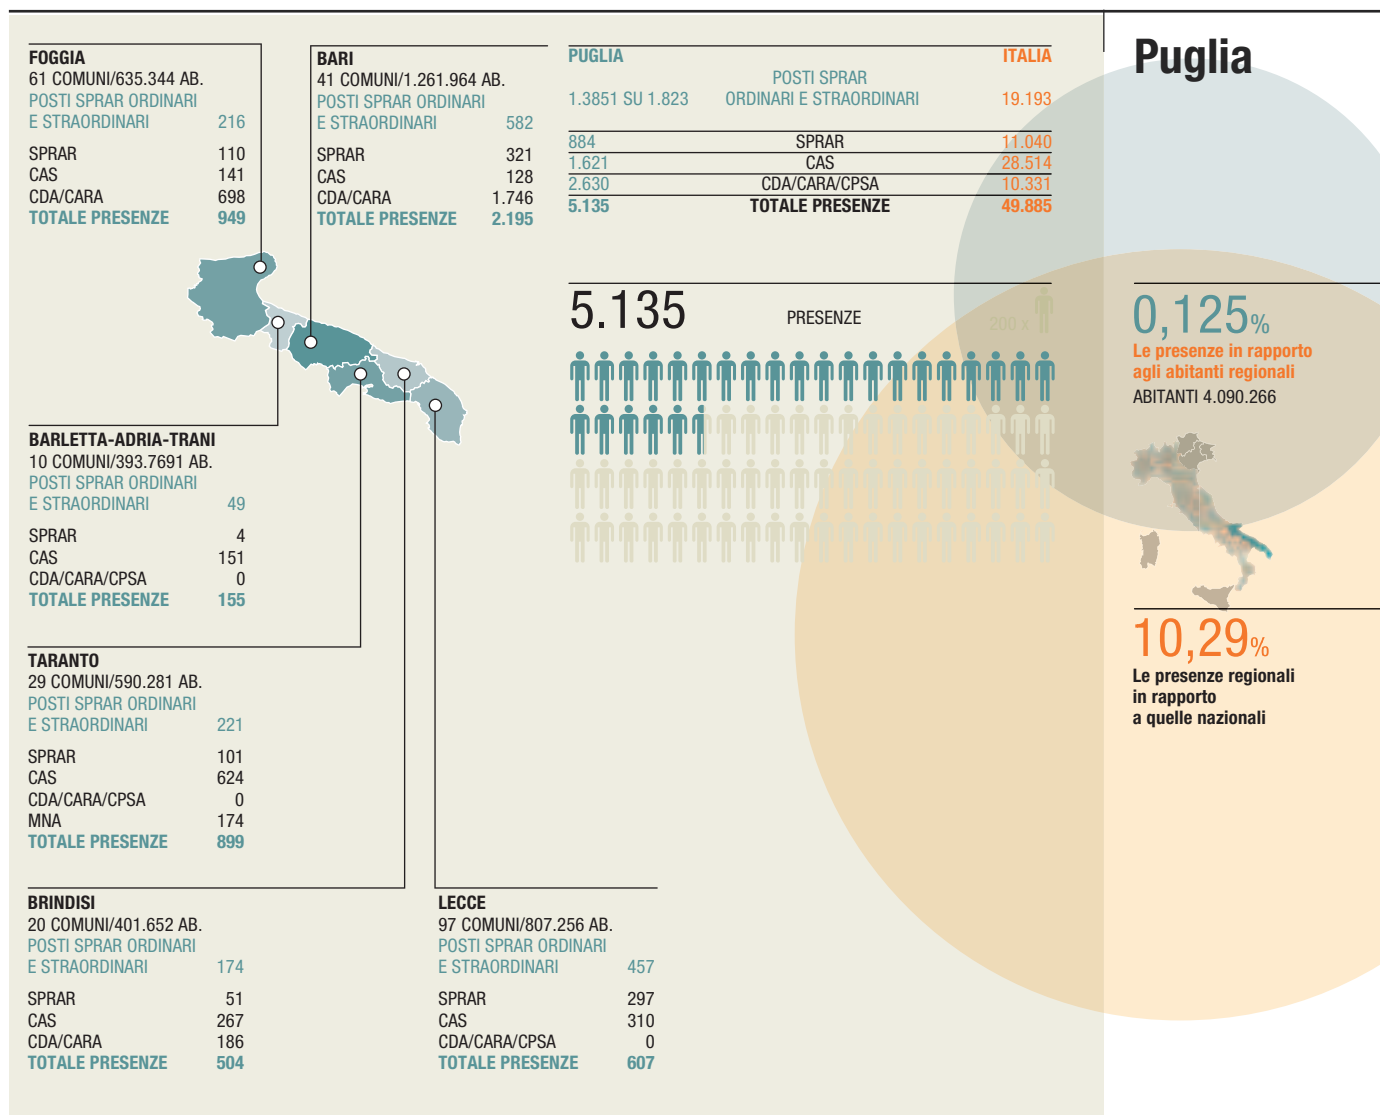 Puglia
FOGGIA
61 COMUNI/635.344 AB.
POSTI SPRAR ORDINARI
E STRAORDINARI 216
SPRAR 110
CAS 141
CDA/CARA 698
TOTALE PRESENZE 949
BARI
41 COMUNI/1.261.964 AB.
POSTI SPRAR ORDINARI
E STRAORDINARI 582
SPRAR 321
CAS 128
CDA/CARA 1.746
TOTALE PRESENZE 2.195
PUGLIA ITALIA
POSTI SPRAR
1.3851 SU 1.823 ORDINARI E STRAORDINARI 19.193
884 SPRAR 11.040
1.621 CAS 28.514
2.630 CDA/CARA/CPSA 10.331
5.135 TOTALE PRESENZE 49.885
5.135 PRESENZE 200 x
0,125%
Le presenze in rapporto
agli abitanti regionali
ABITANTI 4.090.266
10,29%
Le presenze regionali
in rapporto
a quelle nazionali
BARLETTA-ADRIA-TRANI
10 COMUNI/393.7691 AB.
POSTI SPRAR ORDINARI
E STRAORDINARI 49
SPRAR 4
CAS 151
CDA/CARA/CPSA 0
TOTALE PRESENZE 155
TARANTO
29 COMUNI/590.281 AB.
POSTI SPRAR ORDINARI
E STRAORDINARI 221
SPRAR 101
CAS 624
CDA/CARA/CPSA 0
MNA 174
TOTALE PRESENZE 899
BRINDISI
20 COMUNI/401.652 AB.
POSTI SPRAR ORDINARI
E STRAORDINARI 174
SPRAR 51
CAS 267
CDA/CARA 186
TOTALE PRESENZE 504
LECCE
97 COMUNI/807.256 AB.
POSTI SPRAR ORDINARI
E STRAORDINARI 457
SPRAR 297
CAS 310
CDA/CARA/CPSA 0
TOTALE PRESENZE 607